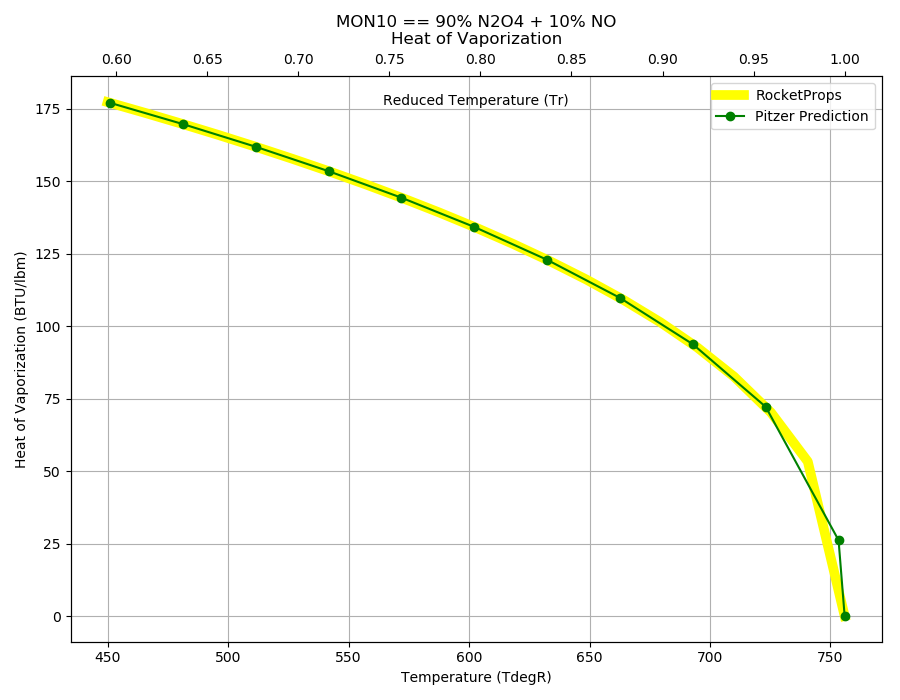 MON10 == 90% N2O4 + 10% NO
Heat of Vaporization
0.60 0.65 0.70 0.75 0.80 0.85 0.90 0.95 1.00
Reduced Temperature (Tr)
RocketProps
Pitzer Prediction
175
150
125
100
75
50
25
0
Heat of Vaporization (BTU/lbm)
450 500 550 600 650 700 750
Temperature (TdegR)